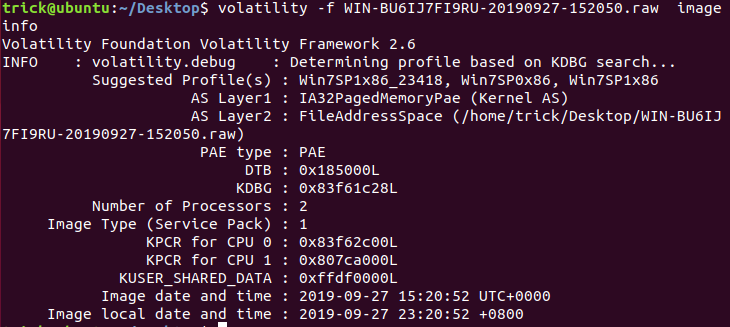 trick@ubuntu:~/Desktop$ volatility -f WIN-BU6IJ7FI9RU-20190927-152050.raw  image
info
Volatility Foundation Volatility Framework 2.6
INFO    : volatility.debug    : Determining profile based on KDBG search...
Suggested Profile(s) : Win7SP1x86_23418, Win7SP0x86, Win7SP1x86
AS Layer1 : IA32PagedMemoryPae (Kernel AS)
AS Layer2 : FileAddressSpace (/home/trick/Desktop/WIN-BU6IJ
7FI9RU-20190927-152050.raw)
PAE type : PAE
DTB : 0x185000L
KDBG : 0x83f61c28L
Number of Processors : 2
Image Type (Service Pack) : 1
KPCR for CPU 0 : 0x83f62c00L
KPCR for CPU 1 : 0x807ca000L
KUSER_SHARED_DATA : 0xffdf0000L
Image date and time : 2019-09-27 15:20:52 UTC+0000
Image local date and time : 2019-09-27 23:20:52 +0800